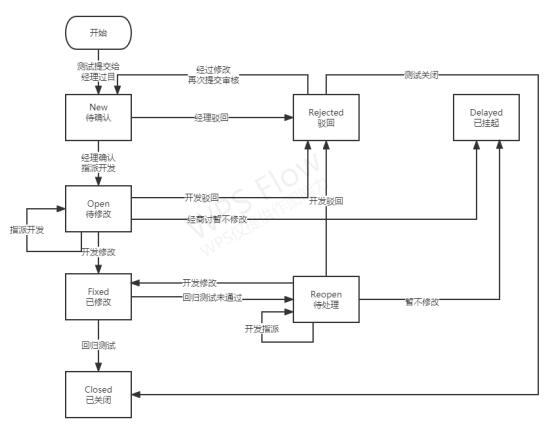 开始
测试提交给
经理过目
经过修改
再次提交审核
测试关闭
New
待确认
经理驳回
Rejected
驳回
Delayed
已挂起
经理确认
指派开发
Open
待修改
开发驳回
开发驳回
指派开发
经商讨暂不修改
开发修改
Fixed
已修改
开发修改
回归测试未通过
Reopen
待处理
暂不修改
开发指派
回归测试
Closed
已关闭
WPS Flow